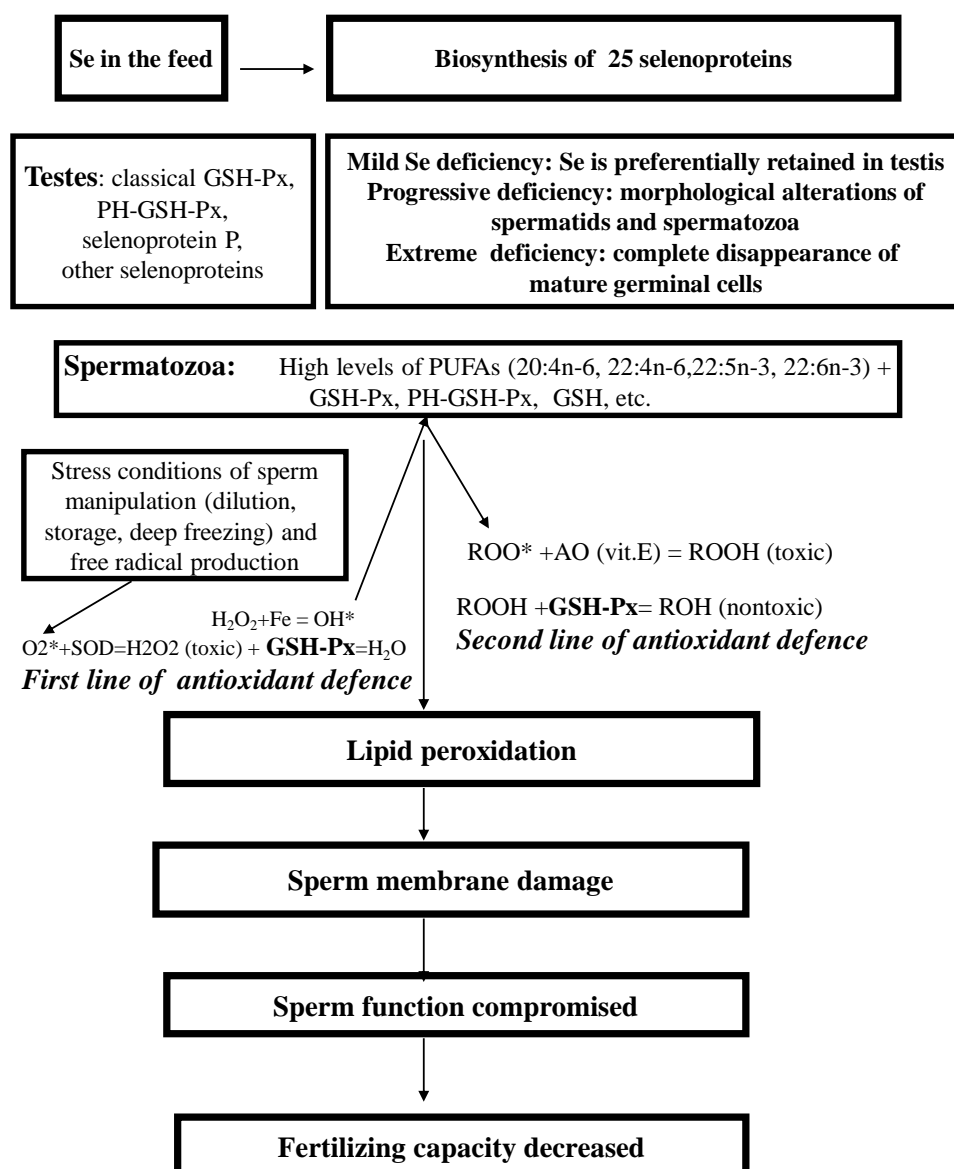 Se in the feed
Biosynthesis of 25 selenoproteins
Testes: classical GSH-Px,
PH-GSH-Px,
selenoprotein P,
other selenoproteins
Mild Se deficiency: Se is preferentially retained in testis
Progressive deficiency: morphological alterations of
spermatids and spermatozoa
Extreme deficiency: complete disappearance of
mature germinal cells
Spermatozoa: High levels of PUFAs (20:4n-6, 22:4n-6,22:5n-3, 22:6n-3) +
GSH-Px, PH-GSH-Px, GSH, etc.
Stress conditions of sperm
manipulation (dilution,
storage, deep freezing) and
free radical production
H₂O₂+Fe = OH*
O2*+SOD=H2O2 (toxic) + GSH-Px=H₂O
First line of antioxidant defence
ROO* +AO (vit.E) = ROOH (toxic)
ROOH +GSH-Px= ROH (nontoxic)
Second line of antioxidant defence
Lipid peroxidation
Sperm membrane damage
Sperm function compromised
Fertilizing capacity decreased